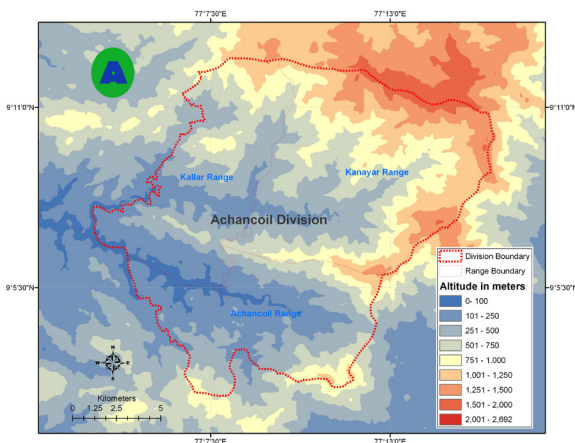 77°7'30"E 77°13'0"E
A
9°11'0"N 9°11'0"N
Kallar Range Kanayar Range
Achancoil Division
Division Boundary
Range Boundary
Altitude in meters
0- 100
101 - 250
251 - 500
501 - 750
751 - 1,000
1,001 - 1,250
1,251 - 1,500
1,501 - 2,000
2,001 - 2,692
9°5'30"N 9°5'30"N
Achancoil Range
N
W E
S
Kilometers
0 1.25 2.5 5
77°7'30"E 77°13'0"E